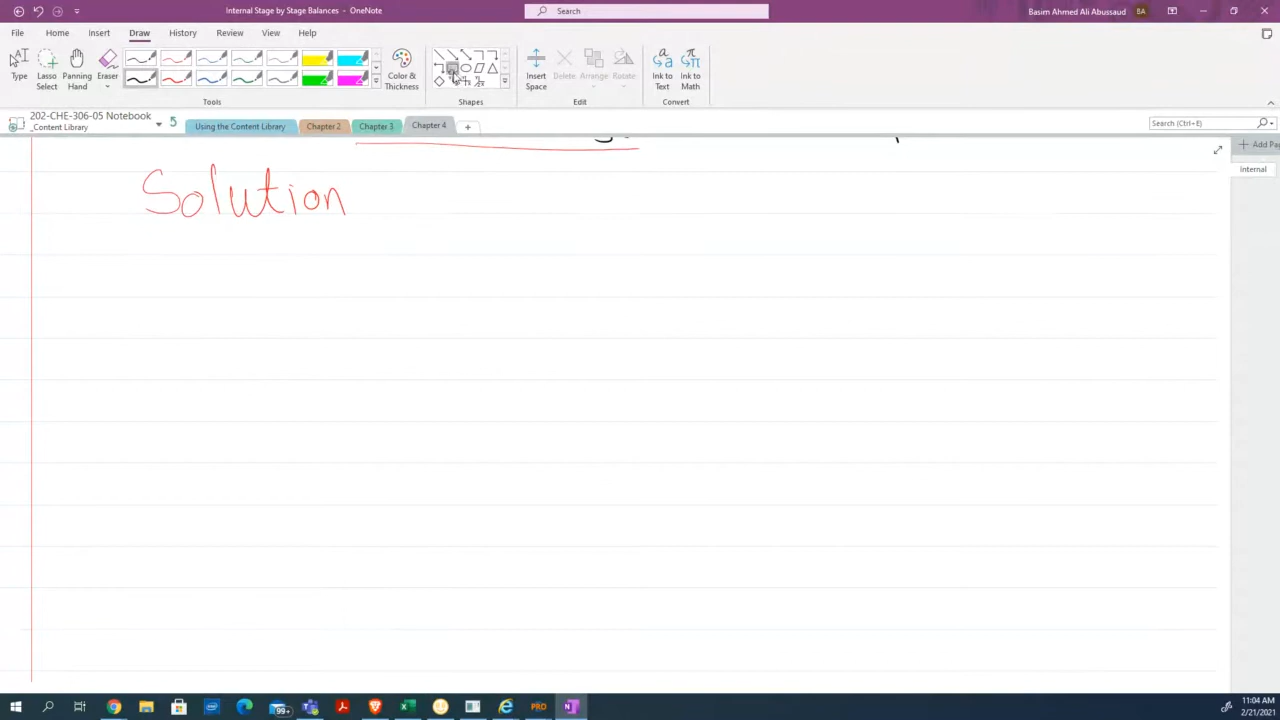 Internal Stage by Stage Balances - OneNote
Search
Basim Ahmed Ali Abussaud
BA
File
Home
Insert
Draw
History
Review
View
Help
Type
Lasso Select
Panning Hand
Eraser
Color & Thickness
Insert Space
Delete
Arrange
Rotate
Ink to Text
Ink to Math
Tools
Shapes
Edit
Convert
202-CHE-306-05 Notebook
_Content Library
Using the Content Library
Chapter 2
Chapter 3
Chapter 4
Search (Ctrl+E)
Add Pag
Internal
Solution
99+
PRO
11:04 AM
2/21/2021